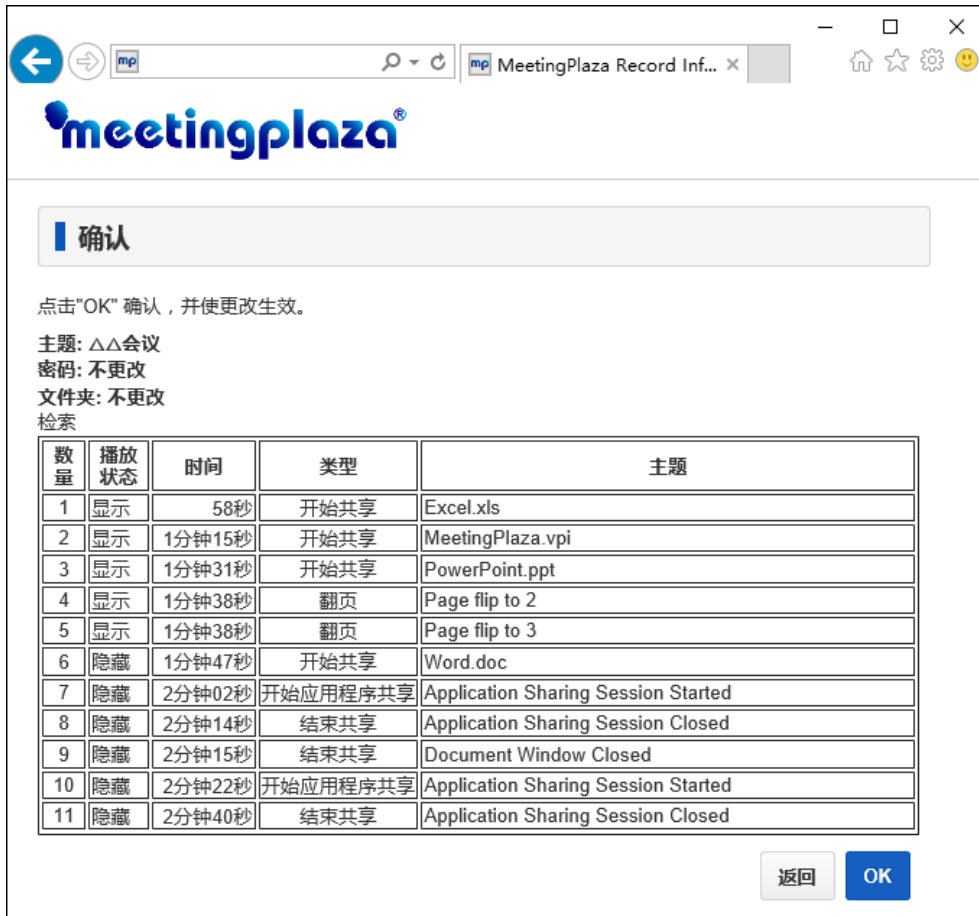 mp
mp MeetingPlaza Record Inf...
meetingplaza®
确认
点击"OK" 确认，并使更改生效。
主题: △△会议
密码: 不更改
文件夹: 不更改
检索
数量 播放状态 时间 类型 主题
1 显示 58秒 开始共享 Excel.xls
2 显示 1分钟15秒 开始共享 MeetingPlaza.vpi
3 显示 1分钟31秒 开始共享 PowerPoint.ppt
4 显示 1分钟38秒 翻页 Page flip to 2
5 显示 1分钟38秒 翻页 Page flip to 3
6 隐藏 1分钟47秒 开始共享 Word.doc
7 隐藏 2分钟02秒 开始应用程序共享 Application Sharing Session Started
8 隐藏 2分钟14秒 结束共享 Application Sharing Session Closed
9 隐藏 2分钟15秒 结束共享 Document Window Closed
10 隐藏 2分钟22秒 开始应用程序共享 Application Sharing Session Started
11 隐藏 2分钟40秒 结束共享 Application Sharing Session Closed
返回 OK